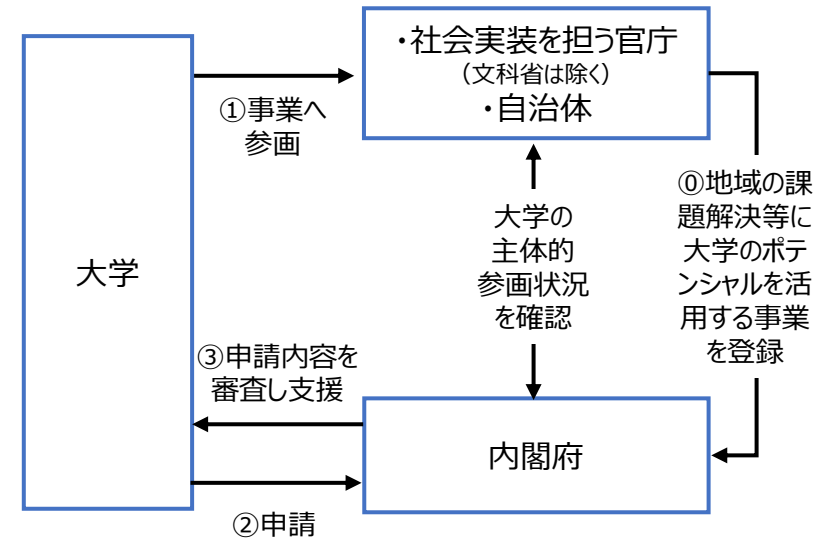 ・社会実装を担う官庁
（文科省は除く）
・自治体
①事業へ
参画
⓪地域の課
題解決等に
大学のポテ
ンシャルを活
用する事業
を登録
大学の
主体的
参画状況
を確認
大学
③申請内容を
審査し支援
内閣府
②申請